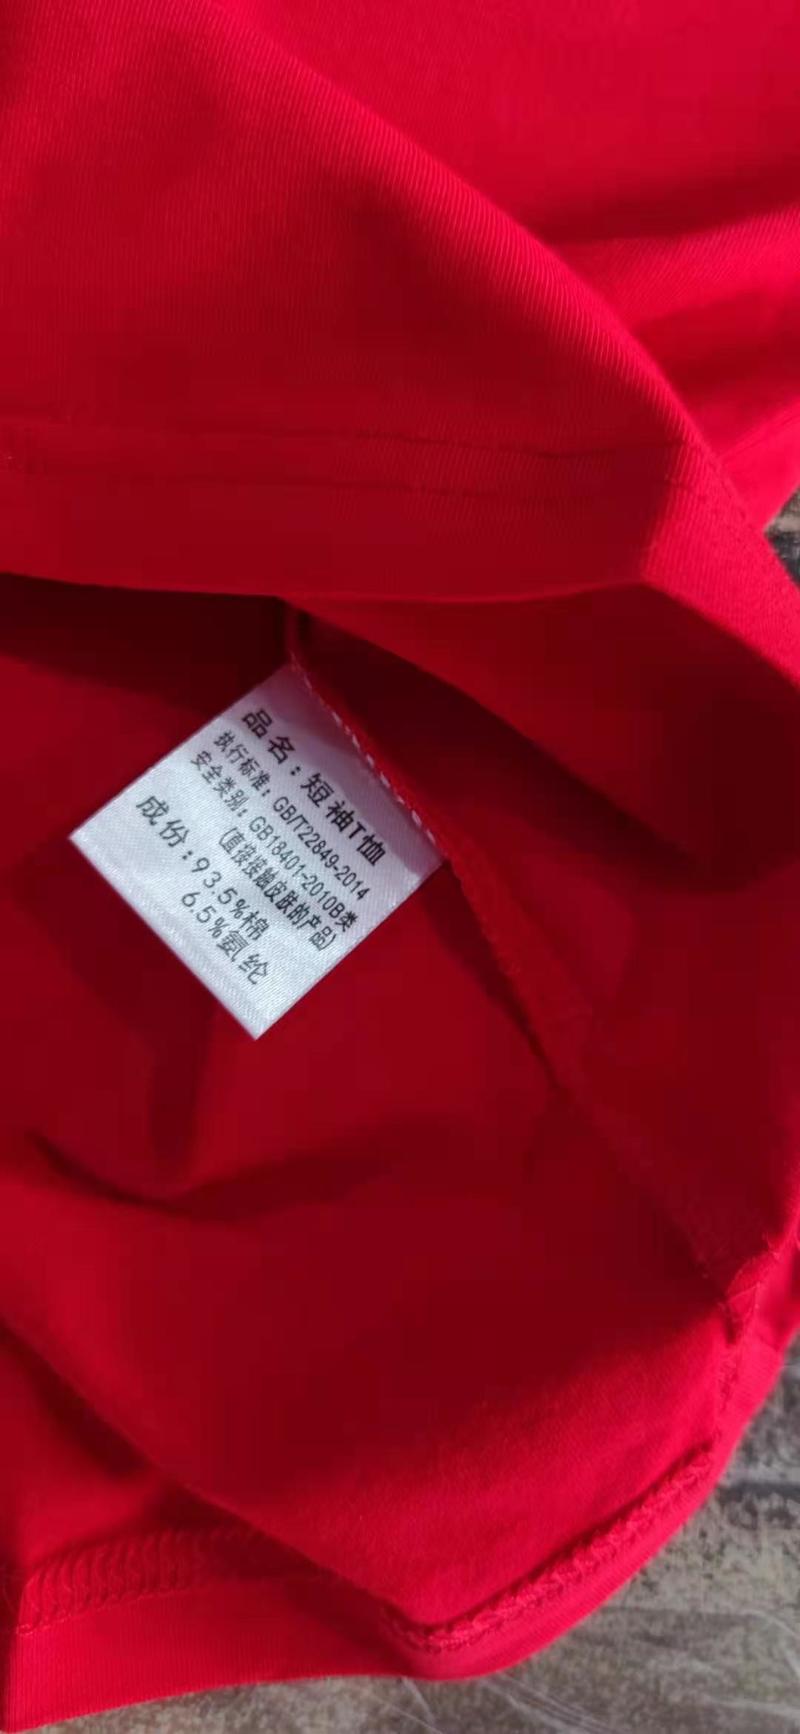 品名：短袖T恤
执行标准：GB/T22849-2014
安全类别：GB18401-2010B类
(直接接触皮肤的产品)
成份：93.5%棉
6.5%氨纶